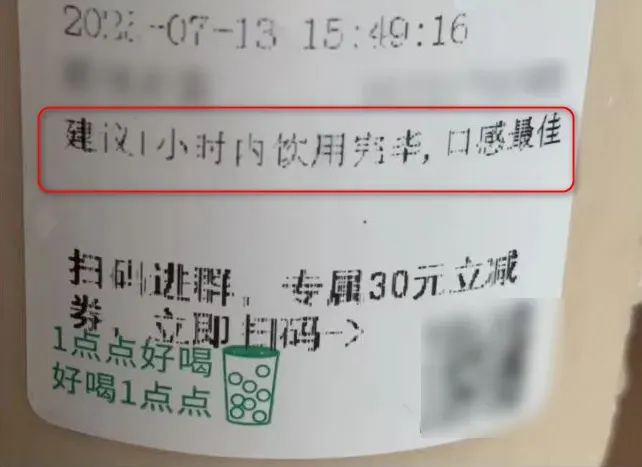 -07-13 15:49:16
建议1小时内饮用完毕,口感最佳
扫码进群，专属30元立减
券，立即扫码->
1点点好喝
好喝1点点